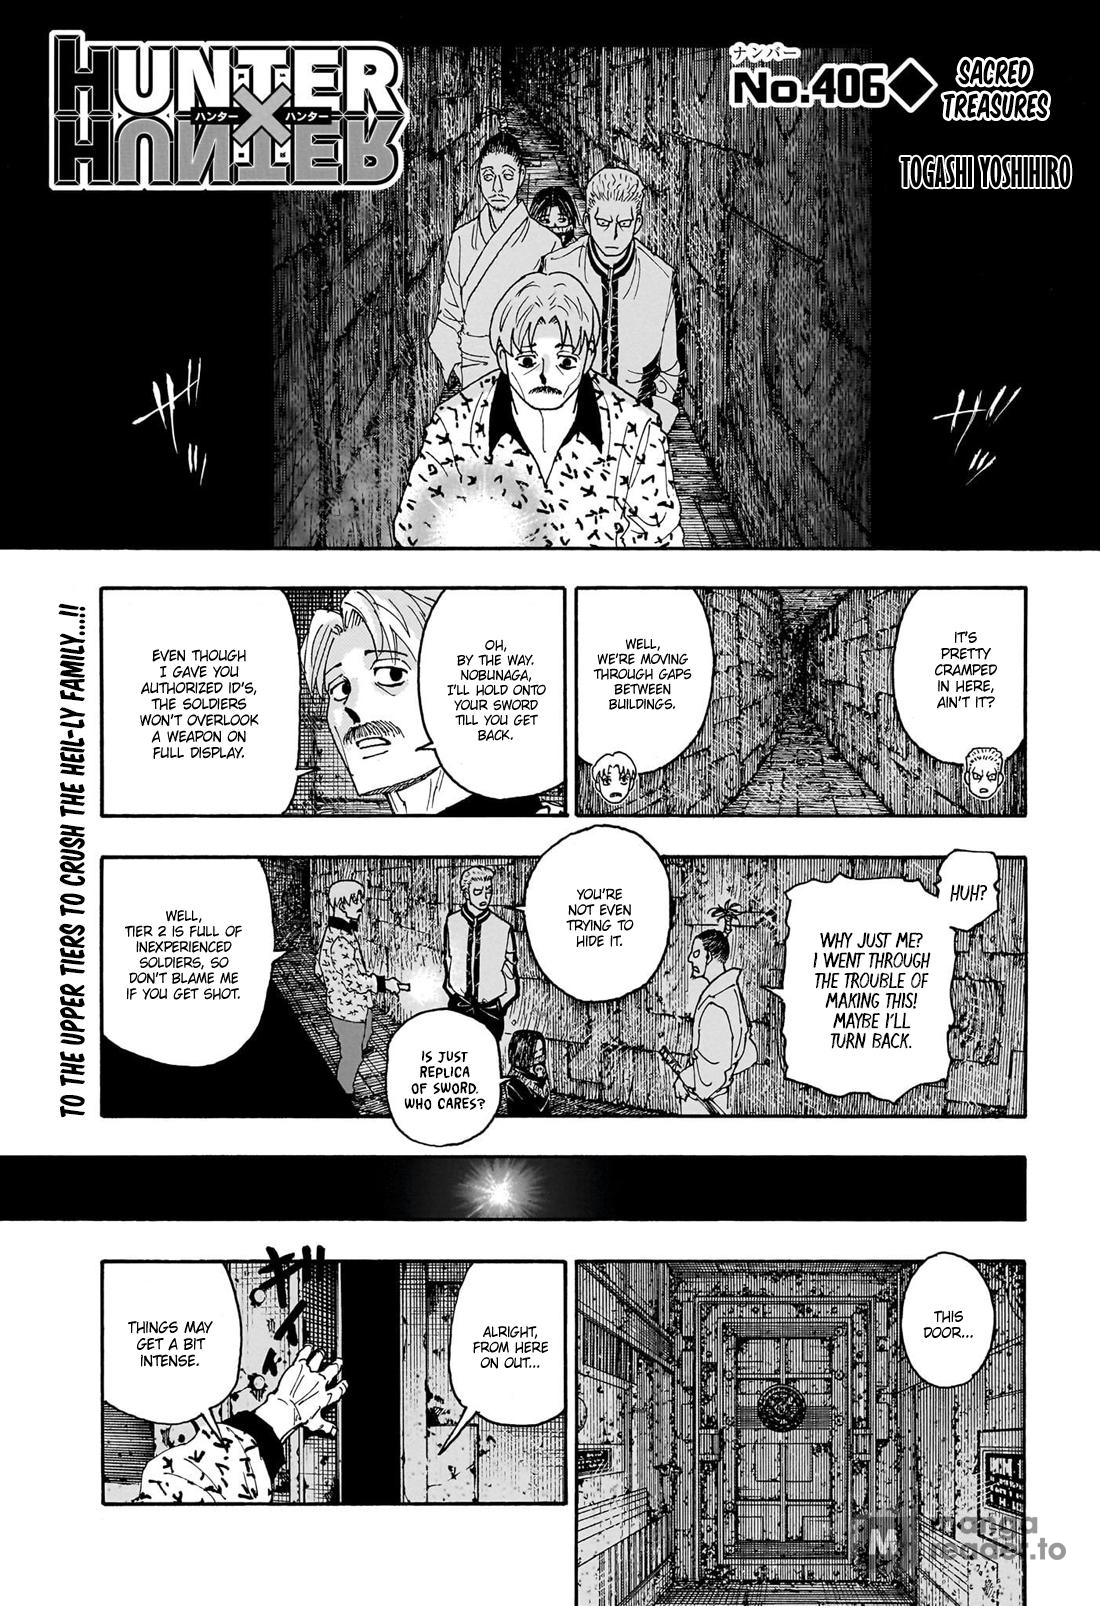 HUNTER
×
ハンター ハンター
HUNTER
ナンバー
No.406
SACRED
TREASURES
TOGASHI YOSHIHIRO
TO THE UPPER TIERS TO CRUSH THE HEIL-LY FAMILY...!!
IT'S
PRETTY
CRAMPED
IN HERE,
AIN'T IT?
WELL,
WE'RE MOVING
THROUGH GAPS
BETWEEN
BUILDINGS.
OH,
BY THE WAY.
NOBUNAGA,
I'LL HOLD ONTO
YOUR SWORD
TILL YOU GET
BACK.
EVEN THOUGH
I GAVE YOU
AUTHORIZED ID'S,
THE SOLDIERS
WON'T OVERLOOK
A WEAPON ON
FULL DISPLAY.
HUH?
WHY JUST ME?
I WENT THROUGH
THE TROUBLE OF
MAKING THIS!
MAYBE I'LL
TURN BACK.
YOU'RE
NOT EVEN
TRYING TO
HIDE IT.
IS JUST
REPLICA
OF SWORD.
WHO CARES?
WELL,
TIER 2 IS FULL OF
INEXPERIENCED
SOLDIERS, SO
DON'T BLAME ME
IF YOU GET SHOT.
THIS
DOOR...
ALRIGHT,
FROM HERE
ON OUT...
THINGS MAY
GET A BIT
INTENSE.
manga
reader.to